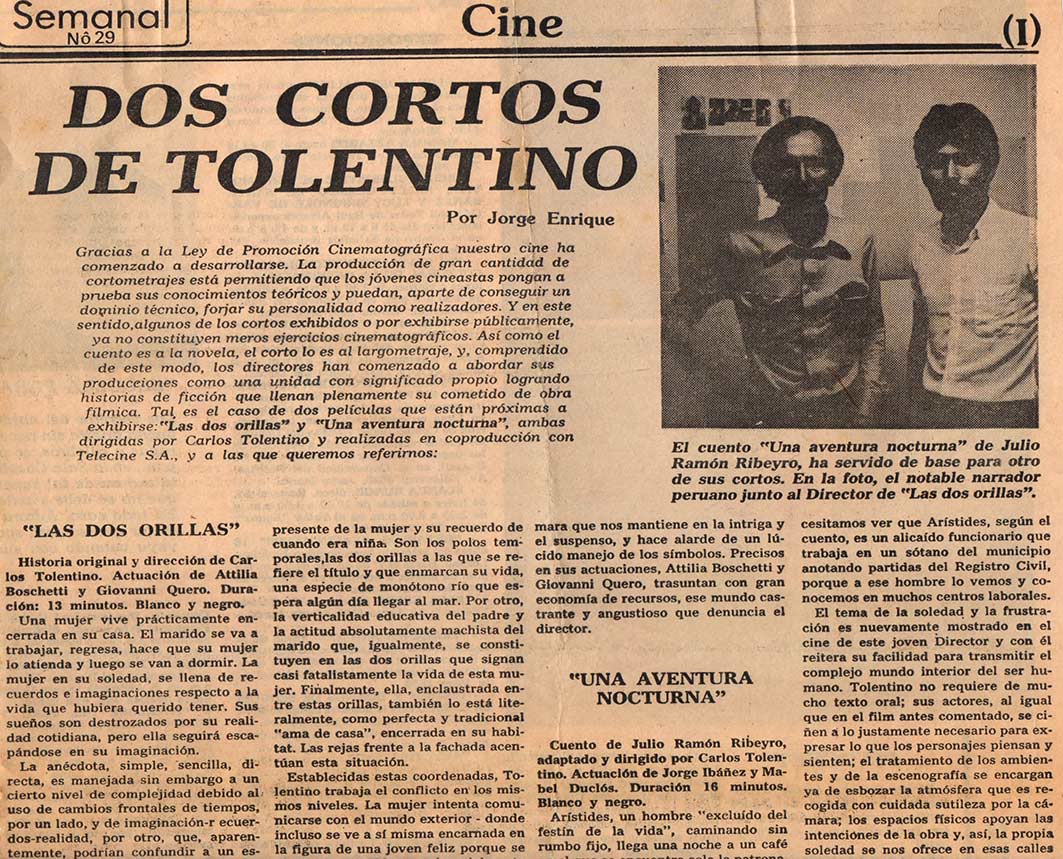 Semanal
Nô 29
Cine
(I)
DOS CORTOS
DE TOLENTINO
Por Jorge Enrique
Gracias a la Ley de Promoción Cinematográfica nuestro cine ha
comenzado a desarrollarse. La producción de gran cantidad de
cortometrajes está permitiendo que los jóvenes cineastas pongan a
prueba sus conocimientos teóricos y puedan, aparte de conseguir un
dominio técnico, forjar su personalidad como realizadores. Y en este
sentido,algunos de los cortos exhibidos o por exhibirse públicamente,
ya no constituyen meros ejercicios cinematográficos. Así como el
cuento es a la novela, el corto lo es al largometraje, y, comprendido
de este modo, los directores han comenzado a abordar sus
producciones como una unidad con significado propio logrando
historias de ficción que llenan plenamente su cometido de obra
fílmica. Tal es el caso de dos películas que están próximas a
exhibirse:"Las dos orillas" y "Una aventura nocturna", ambas
dirigidas por Carlos Tolentino y realizadas en coproducción con
Telecine S.A., y a las que queremos referirnos:
El cuento "Una aventura nocturna" de Julio
Ramón Ribeyro, ha servido de base para otro
de sus cortos. En la foto, el notable narrador
peruano junto al Director de "Las dos orillas".
"LAS DOS ORILLAS"
Historia original y dirección de Car-
los Tolentino. Actuación de Attilia
Boschetti y Giovanni Quero. Dura-
ción: 13 minutos. Blanco y negro.
Una mujer vive prácticamente en-
cerrada en su casa. El marido se va a
trabajar, regresa, hace que su mujer
lo atienda y luego se van a dormir. La
mujer en su soledad, se llena de re-
cuerdos e imaginaciones respecto a la
vida que hubiera querido tener. Sus
sueños son destrozados por su reali-
dad cotidiana, pero ella seguirá esca-
pándose en su imaginación.
La anécdota, simple, sencilla, di-
recta, es manejada sin embargo a un
cierto nivel de complejidad debido al
uso de cambios frontales de tiempos,
por un lado, y de imaginación-r ecuer-
dos-realidad, por otro, que, aparen-
temente, podrían confundir a un es-
presente de la mujer y su recuerdo de
cuando era niña. Son los polos tem-
porales,las dos orillas a las que se re-
fiere el título y que enmarcan su vida,
una especie de monótono río que es-
pera algún día llegar al mar. Por otro,
la verticalidad educativa del padre y
la actitud absolutamente machista del
marido que, igualmente, se consti-
tuyen en las dos orillas que signan
casi fatalistamente la vida de esta mu-
jer. Finalmente, ella, enclaustrada en-
tre estas orillas, también lo está lite-
ralmente, como perfecta y tradicional
"ama de casa", encerrada en su habi-
tat. Las rejas frente a la fachada acen-
túan esta situación.
Establecidas estas coordenadas, To-
lentino trabaja el conflicto en los mis-
mos niveles. La mujer intenta comu-
nicarse con el mundo exterior - donde
incluso se ve a sí misma encarnada en
la figura de una joven feliz porque se
mara que nos mantiene en la intriga y
el suspenso, y hace alarde de un lú-
cido manejo de los símbolos. Precisos
en sus actuaciones, Attilia Boschetti y
Giovanni Quero, trasuntan con gran
economía de recursos, ese mundo cas-
trante y angustioso que denuncia el
director.
"UNA AVENTURA
NOCTURNA"
Cuento de Julio Ramón Ribeyro,
adaptado y dirigido por Carlos Tolen-
tino. Actuación de Jorge Ibáñez y Ma-
bel Duclós. Duración 16 minutos.
Blanco y negro.
Arístides, un hombre "excluído del
festín de la vida", caminando sin
rumbo fijo, llega una noche a un café
cesitamos ver que Arístides, según el
cuento, es un alicaído funcionario que
trabaja en un sótano del municipio
anotando partidas del Registro Civil,
porque a ese hombre lo vemos y co-
nocemos en muchos centros laborales.
El tema de la soledad y la frustra-
ción es nuevamente mostrado en el
cine de este joven Director y con él
reitera su facilidad para transmitir el
complejo mundo interior del ser hu-
mano. Tolentino no requiere de mu-
cho texto oral; sus actores, al igual
que en el film antes comentado, se ci-
ñen a lo justamente necesario para ex-
presar lo que los personajes piensan y
sienten; el tratamiento de los ambien-
tes y de la escenografía se encargan
ya de esbozar la atmósfera que es re-
cogida con cuidada sutileza por la cá-
mara; los espacios físicos apoyan las
intenciónes de la obra y, así, la propia
soledad se nos ofrece en esas calles